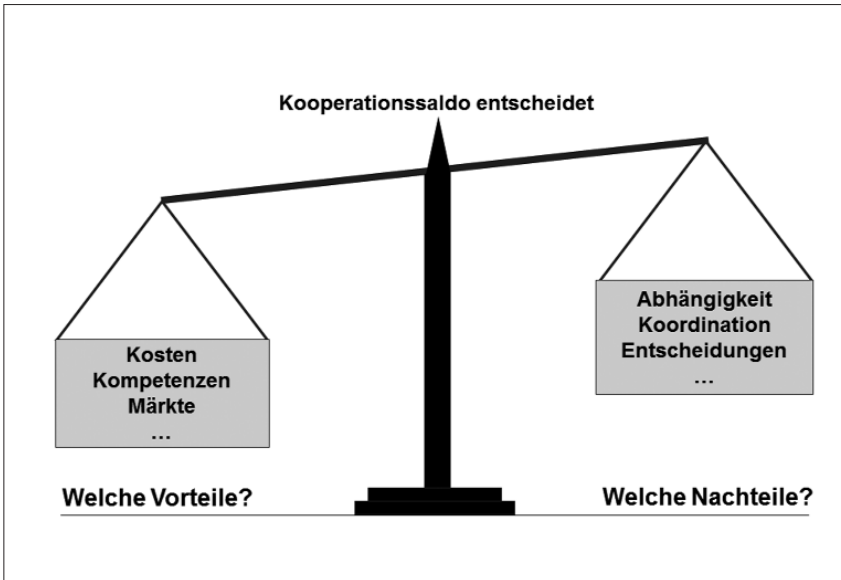 Kooperationssaldo entscheidet
Kosten
Kompetenzen
Märkte
...
Abhängigkeit
Koordination
Entscheidungen
...
Welche Vorteile?
Welche Nachteile?